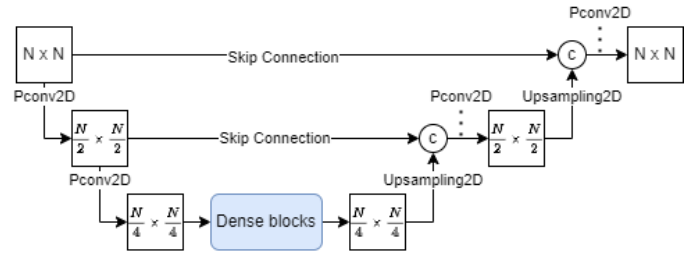 Pconv2D
N x N
Skip Connection
C
N x N
Pconv2D
Pconv2D
Upsampling2D
N/2 × N/2
Skip Connection
C
N/2 × N/2
Pconv2D
Upsampling2D
N/4 × N/4
Dense blocks
N/4 × N/4